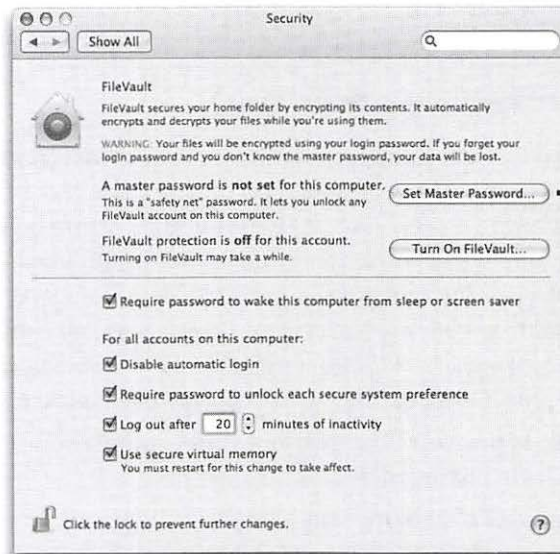 Security
Show All
FileVault
FileVault secures your home folder by encrypting its contents. It automatically
encrypts and decrypts your files while you're using them.
WARNING: Your files will be encrypted using your login password. If you forget your
login password and you don't know the master password, your data will be lost.
A master password is not set for this computer.
This is a "safety net" password. It lets you unlock any
FileVault account on this computer.
Set Master Password...
FileVault protection is off for this account.
Turning on FileVault may take a while.
Turn On FileVault...
Require password to wake this computer from sleep or screen saver
For all accounts on this computer:
Disable automatic login
Require password to unlock each secure system preference
Log out after 20 minutes of inactivity
Use secure virtual memory
You must restart for this change to take affect.
Click the lock to prevent further changes.
?